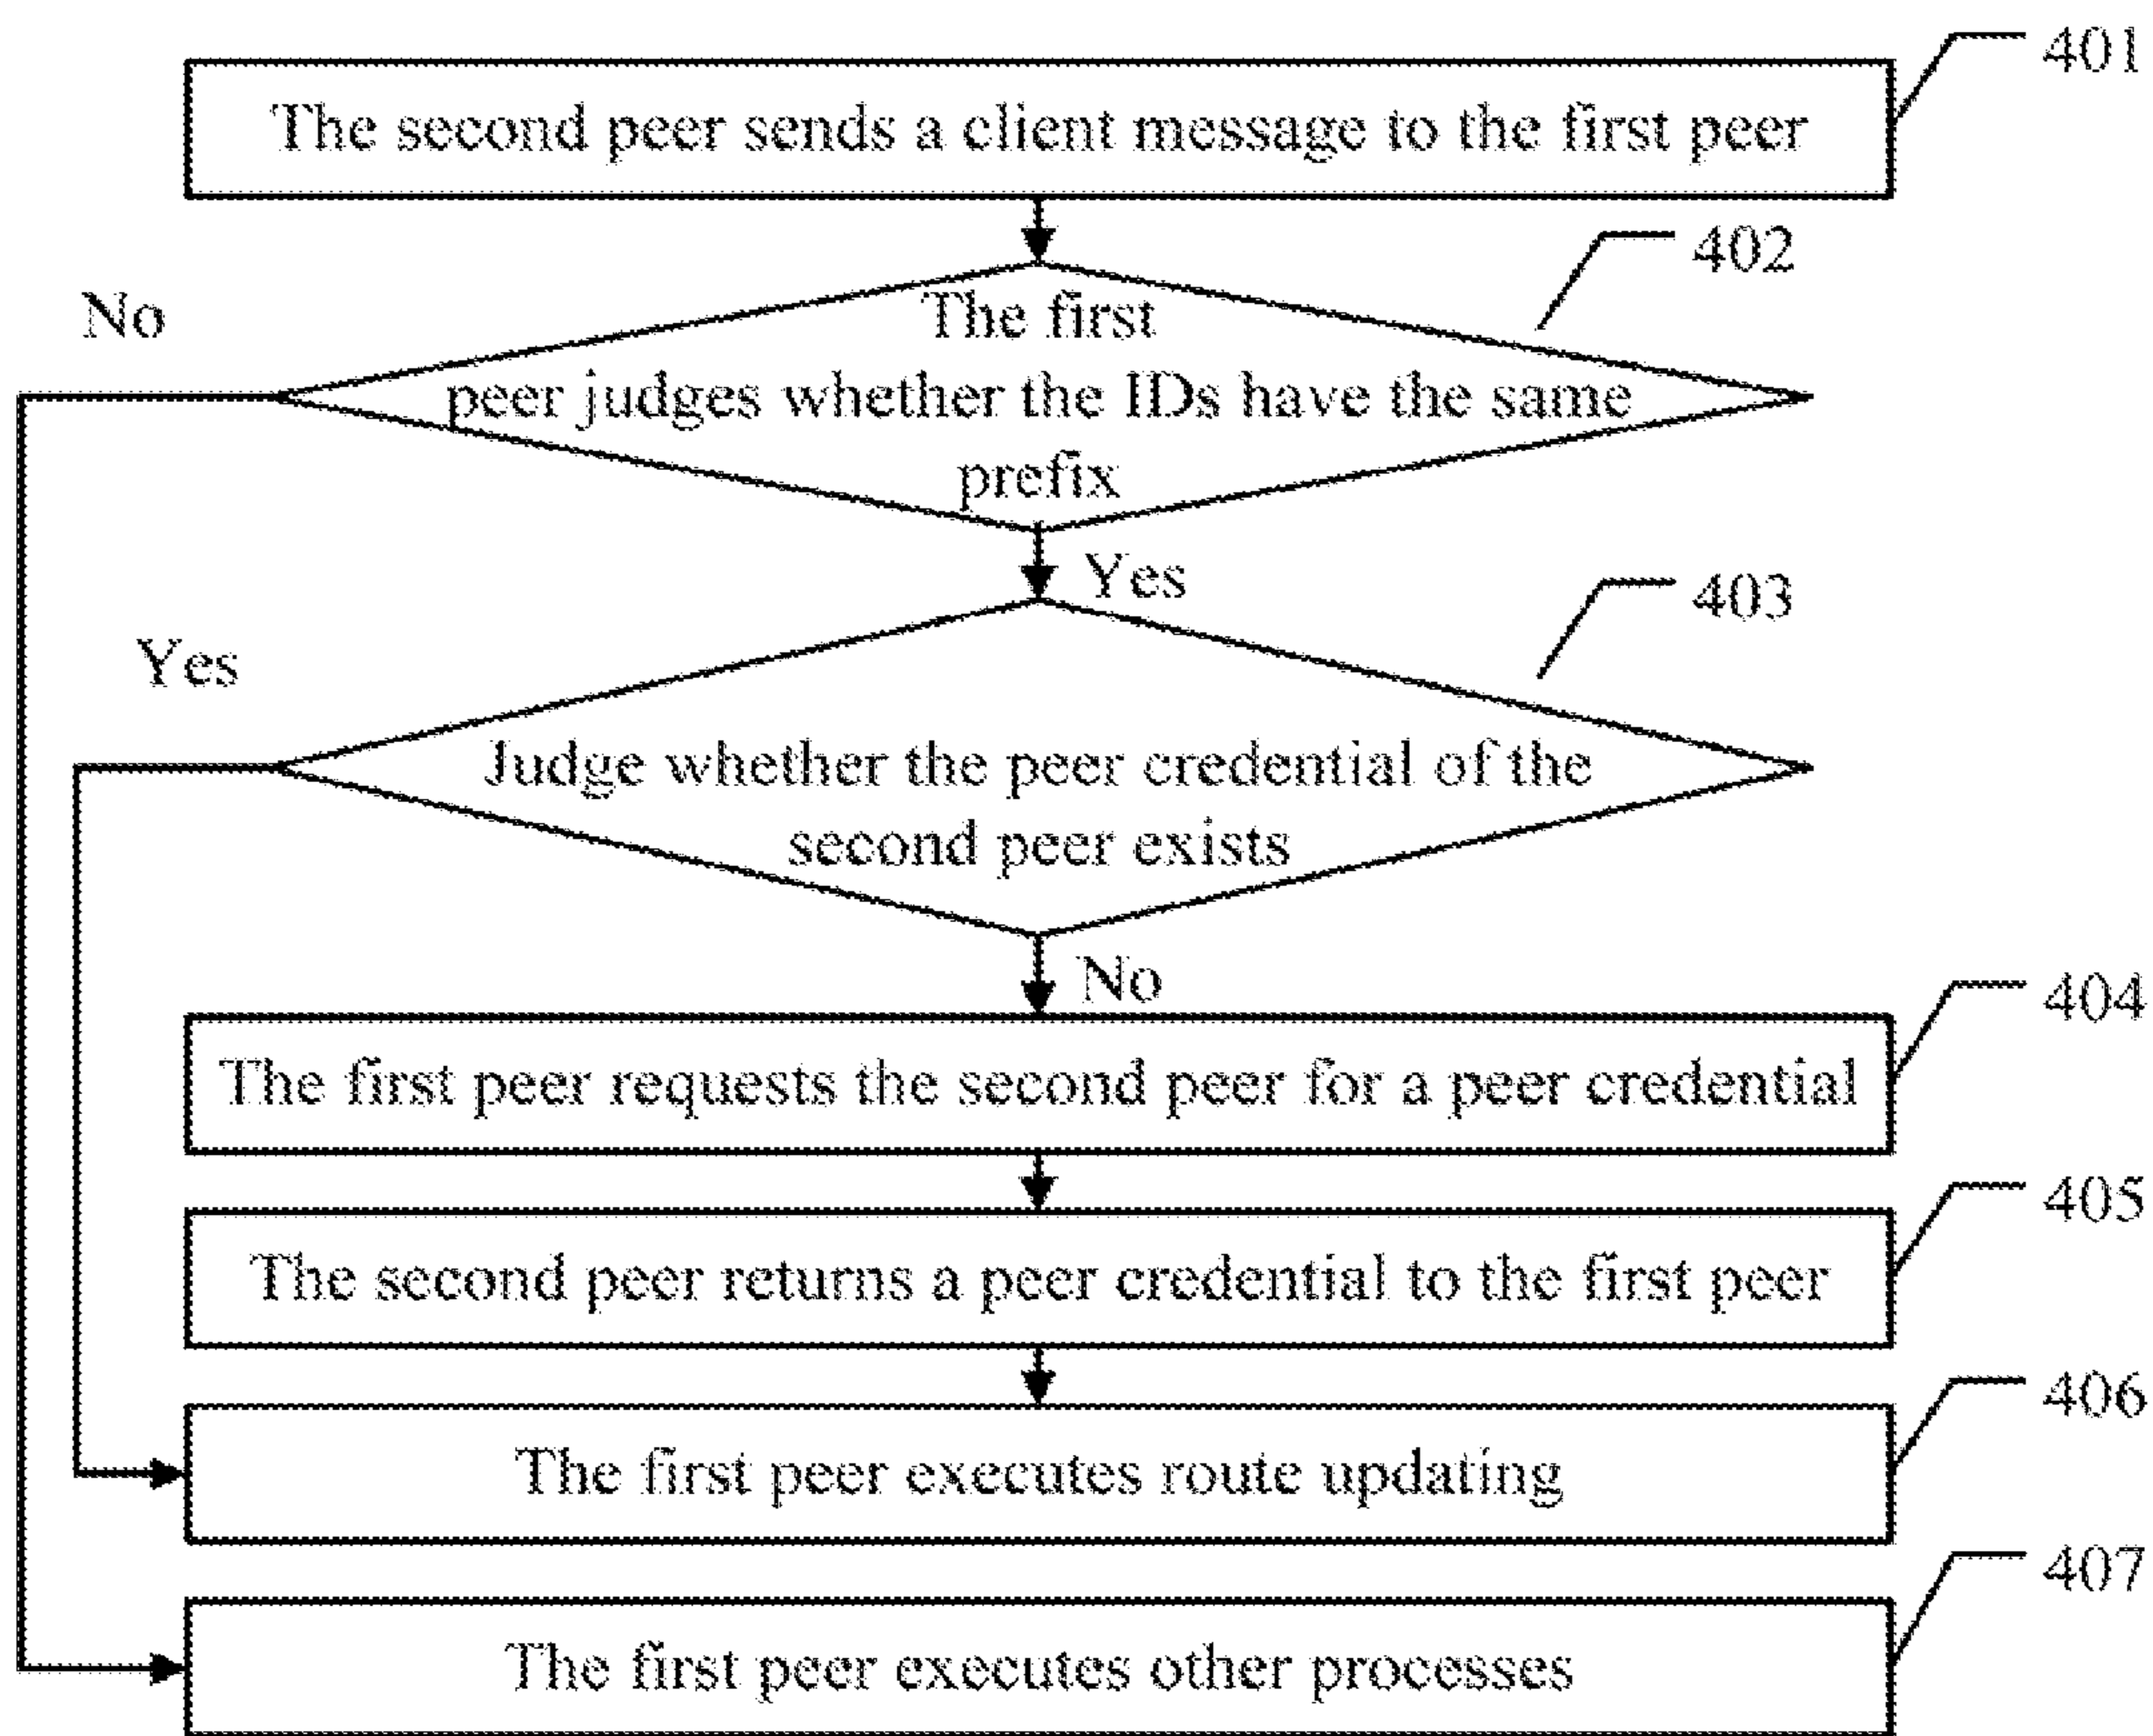 401
The second peer sends a client message to the first peer
402
No
The first
peer judges whether the IDs have the same
prefix
Yes
403
Yes
Judge whether the peer credential of the
second peer exists
No
404
The first peer requests the second peer for a peer credential
405
The second peer returns a peer credential to the first peer
406
The first peer executes route updating
407
The first peer executes other processes